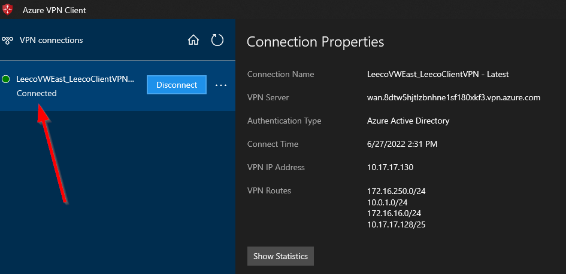 Azure VPN Client
VPN connections
LeecoVWEast_LeecoClientVPN...
Connected
Disconnect
...
Connection Properties
Connection Name LeecoVWEast_LeecoClientVPN - Latest
VPN Server wan.8dtw5hjtlzbnhne1sf180xkf3.vpn.azure.com
Authentication Type Azure Active Directory
Connect Time 6/27/2022 2:31 PM
VPN IP Address 10.17.17.130
VPN Routes 172.16.250.0/24
10.0.1.0/24
172.16.16.0/24
10.17.17.128/25
Show Statistics